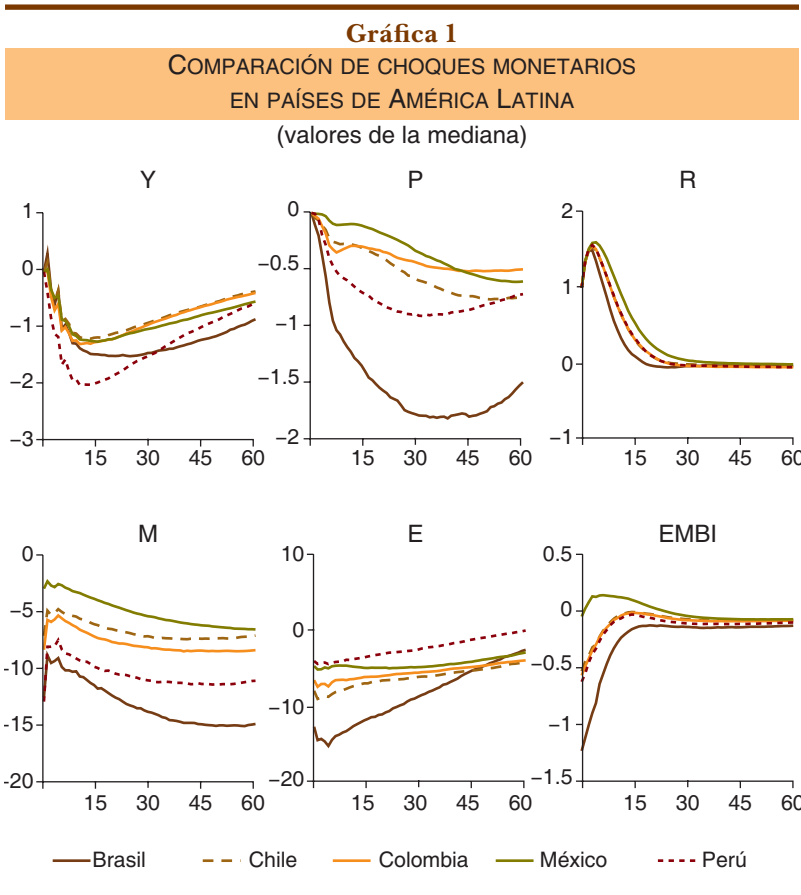 Gráfica 1
COMPARACIÓN DE CHOQUES MONETARIOS
EN PAÍSES DE AMÉRICA LATINA
(valores de la mediana)
Y
1
0
−1
−2
−3
15 30 45 60
P
0
−0.5
−1
−1.5
−2
15 30 45 60
R
2
1
0
−1
15 30 45 60
M
0
−5
−10
-15
−20
15 30 45 60
E
10
0
−10
−20
15 30 45 60
EMBI
0.5
0
−0.5
−1
−1.5
15 30 45 60
Brasil Chile Colombia México Perú